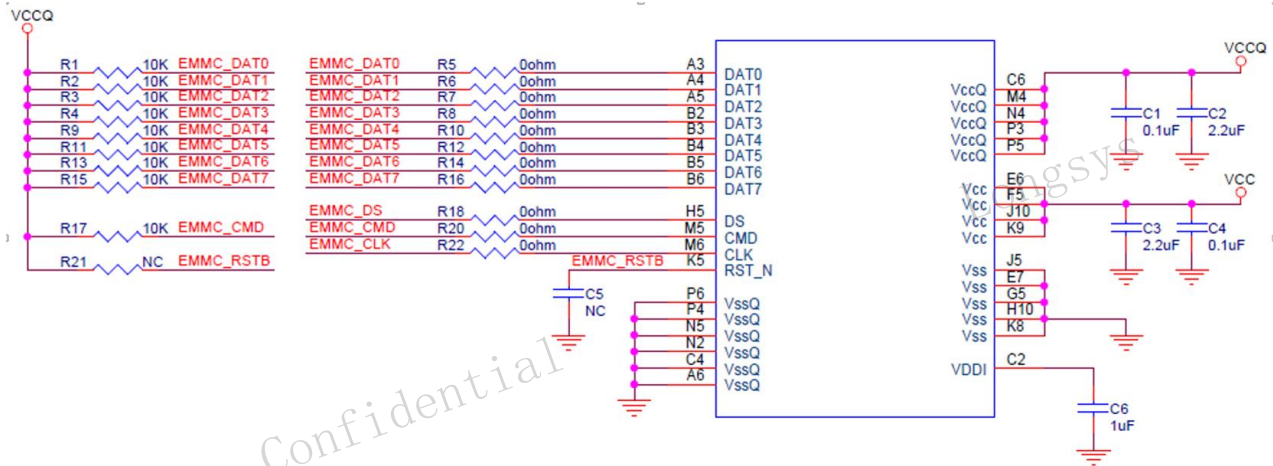 VCCQ
R1 10K EMMC_DAT0
R2 10K EMMC_DAT1
R3 10K EMMC_DAT2
R4 10K EMMC_DAT3
R9 10K EMMC_DAT4
R11 10K EMMC_DAT5
R13 10K EMMC_DAT6
R15 10K EMMC_DAT7
R17 10K EMMC_CMD
R21 NC EMMC_RSTB
EMMC_DAT0 R5 0ohm A3 DAT0
EMMC_DAT1 R6 0ohm A4 DAT1
EMMC_DAT2 R7 0ohm A5 DAT2
EMMC_DAT3 R8 0ohm B2 DAT3
EMMC_DAT4 R10 0ohm B3 DAT4
EMMC_DAT5 R12 0ohm B4 DAT5
EMMC_DAT6 R14 0ohm B5 DAT6
EMMC_DAT7 R16 0ohm B6 DAT7
EMMC_DS R18 0ohm H5 DS
EMMC_CMD R20 0ohm M5 CMD
EMMC_CLK R22 0ohm M6 CLK
EMMC_RSTB K5 RST_N
C5
NC
P6 VssQ
P4 VssQ
N5 VssQ
N2 VssQ
C4 VssQ
A6 VssQ
VCCQ
VccQ C6
VccQ M4
VccQ N4
VccQ P3
VccQ P5
C1
0.1uF
C2
2.2uF
VCC
Vcc E6
Vcc F5
Vcc J10
Vcc K9
C3
2.2uF
C4
0.1uF
Vss J5
Vss E7
Vss G5
Vss H10
Vss K8
VDDI C2
C6
1uF
Longsys
Confidential